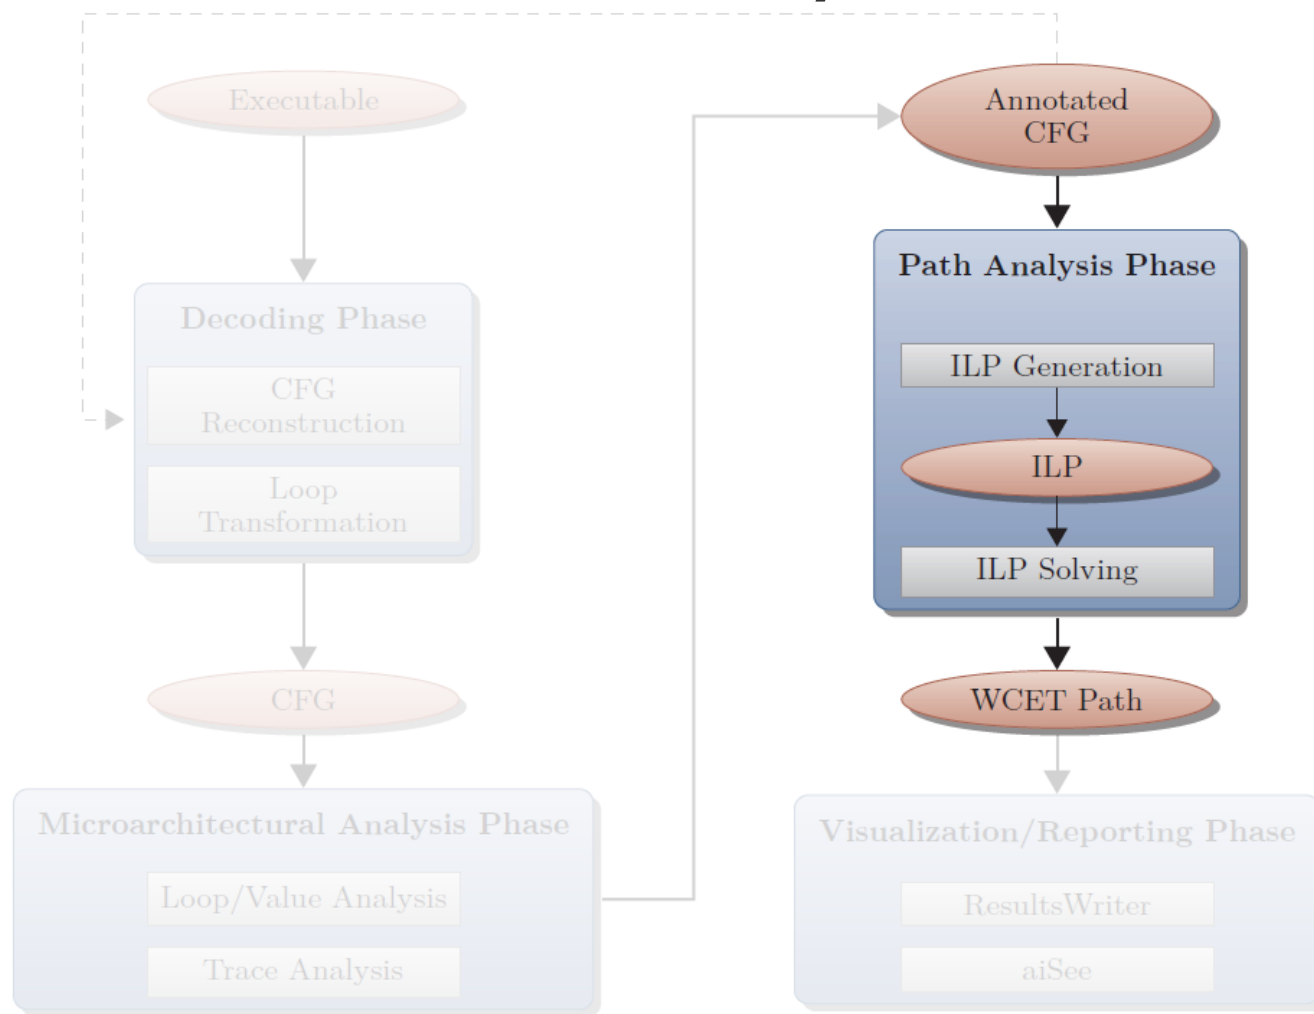 Executable
Decoding Phase
CFG
Reconstruction
Loop
Transformation
CFG
Microarchitectural Analysis Phase
Loop/Value Analysis
Trace Analysis
Annotated
CFG
Path Analysis Phase
ILP Generation
ILP
ILP Solving
WCET Path
Visualization/Reporting Phase
ResultsWriter
aiSee